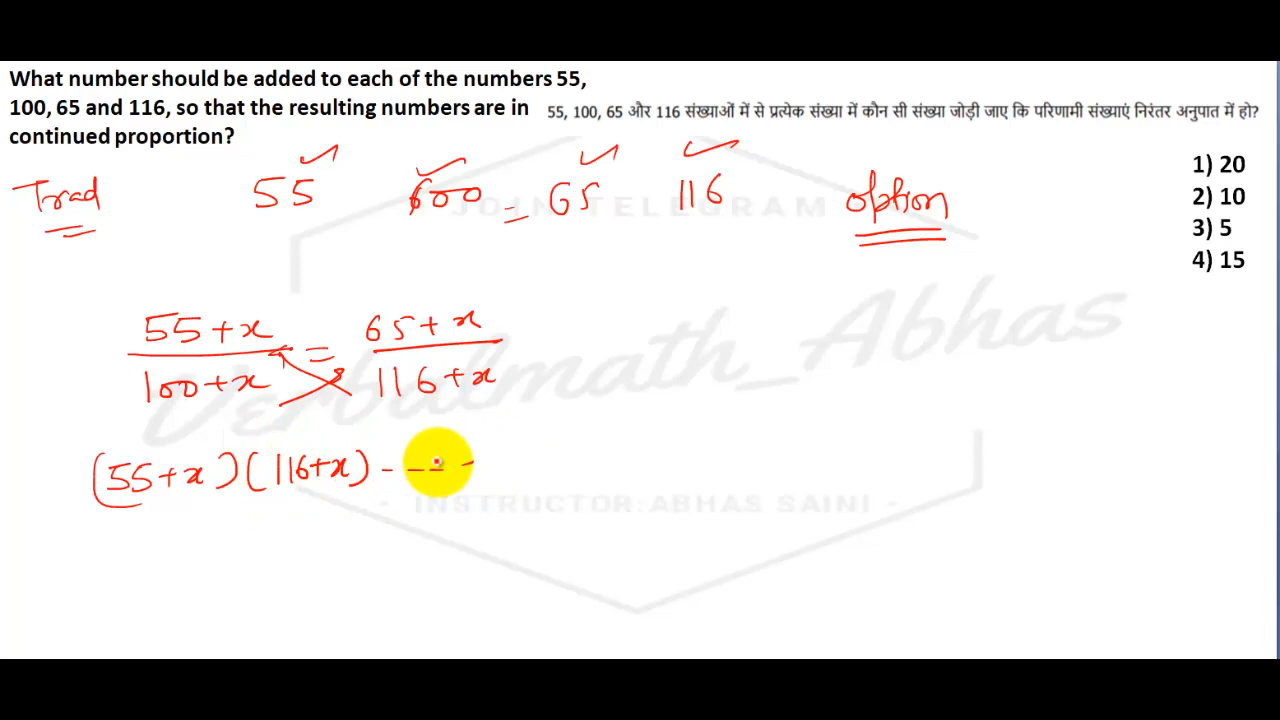 What number should be added to each of the numbers 55,
100, 65 and 116, so that the resulting numbers are in
continued proportion?
55, 100, 65 और 116 संख्याओं में से प्रत्येक संख्या में कौन सी संख्या जोड़ी जाए कि परिणामी संख्याएं निरंतर अनुपात में हो?
1) 20
2) 10
3) 5
4) 15
Trad 55 100 = 65 116 option
JOIN TELEGRAM
55+x = 65+x
100+x 116+x
Verbalmath_Abhas
(55+x)(116+x) - -- -
- INSTRUCTOR:ABHAS SAINI -